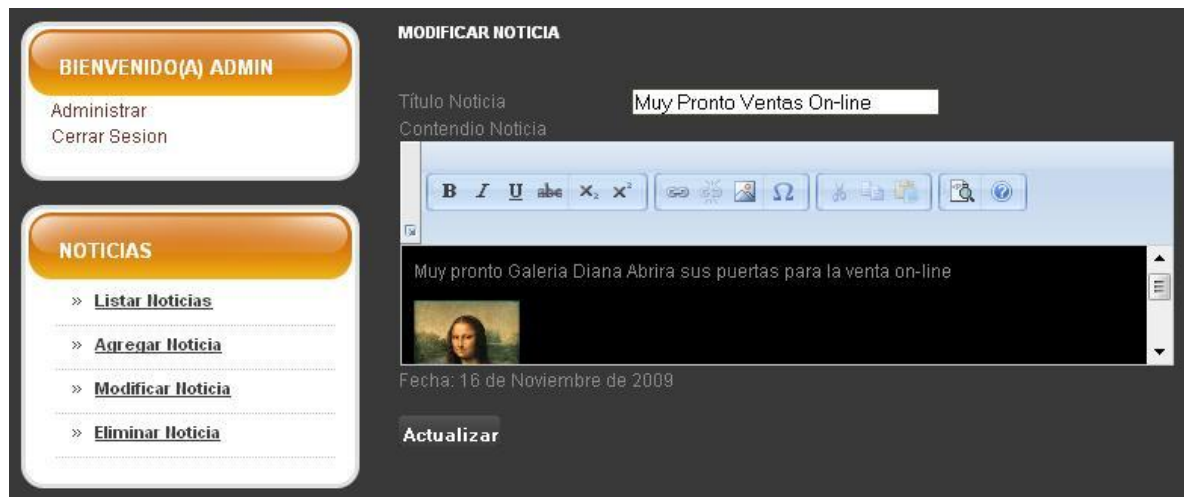 BIENVENIDO(A) ADMIN
Administrar
Cerrar Sesion
NOTICIAS
» Listar Noticias
» Agregar Noticia
» Modificar Noticia
» Eliminar Noticia
MODIFICAR NOTICIA
Título Noticia Muy Pronto Ventas On-line
Contendio Noticia
B I U abc X₂ X² Ω
Muy pronto Galeria Diana Abrira sus puertas para la venta on-line
Fecha: 16 de Noviembre de 2009
Actualizar